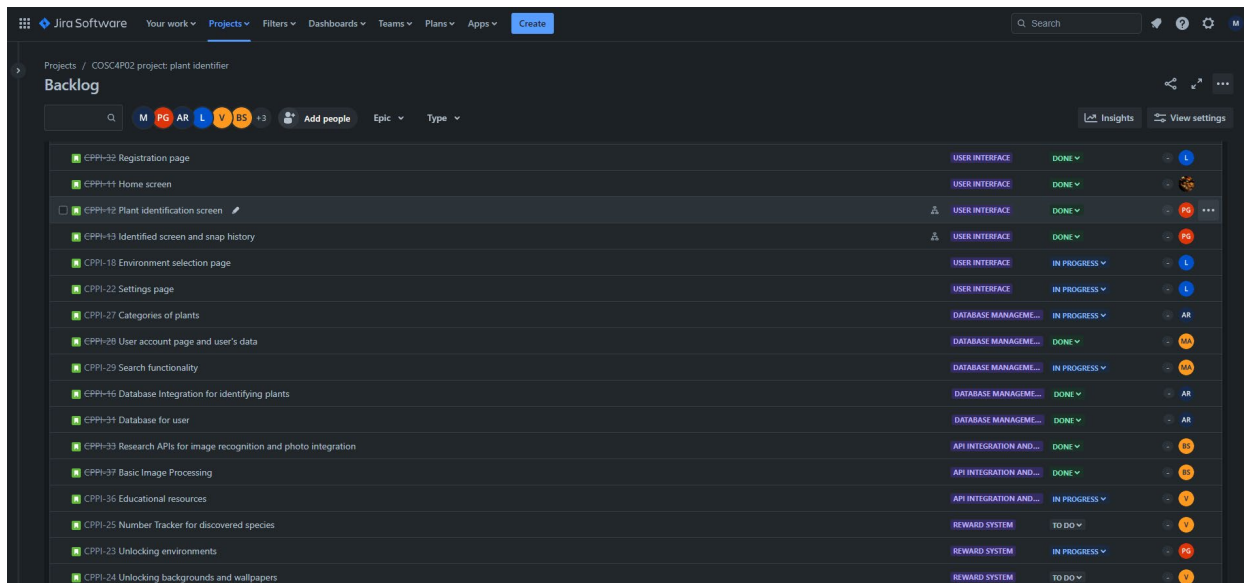 Jira Software Your work Projects Filters Dashboards Teams Plans Apps Create Search M
Projects / COSC4P02 project: plant identifier
Backlog
M PG AR L V BS +3 Add people Epic Type Insights View settings
CPPI-32 Registration page USER INTERFACE DONE - L
CPPI-11 Home screen USER INTERFACE DONE -
CPPI-12 Plant identification screen USER INTERFACE DONE - PG
CPPI-13 Identified screen and snap history USER INTERFACE DONE - PG
CPPI-18 Environment selection page USER INTERFACE IN PROGRESS - L
CPPI-22 Settings page USER INTERFACE IN PROGRESS - L
CPPI-27 Categories of plants DATABASE MANAGEME... IN PROGRESS - AR
CPPI-28 User account page and user's data DATABASE MANAGEME... DONE - MA
CPPI-29 Search functionality DATABASE MANAGEME... IN PROGRESS - MA
CPPI-16 Database Integration for identifying plants DATABASE MANAGEME... DONE - AR
CPPI-31 Database for user DATABASE MANAGEME... DONE - AR
CPPI-33 Research APIs for image recognition and photo integration API INTEGRATION AND... DONE - BS
CPPI-37 Basic Image Processing API INTEGRATION AND... DONE - BS
CPPI-36 Educational resources API INTEGRATION AND... IN PROGRESS - V
CPPI-25 Number Tracker for discovered species REWARD SYSTEM TO DO - V
CPPI-23 Unlocking environments REWARD SYSTEM IN PROGRESS - PG
CPPI-24 Unlocking backgrounds and wallpapers REWARD SYSTEM TO DO - V